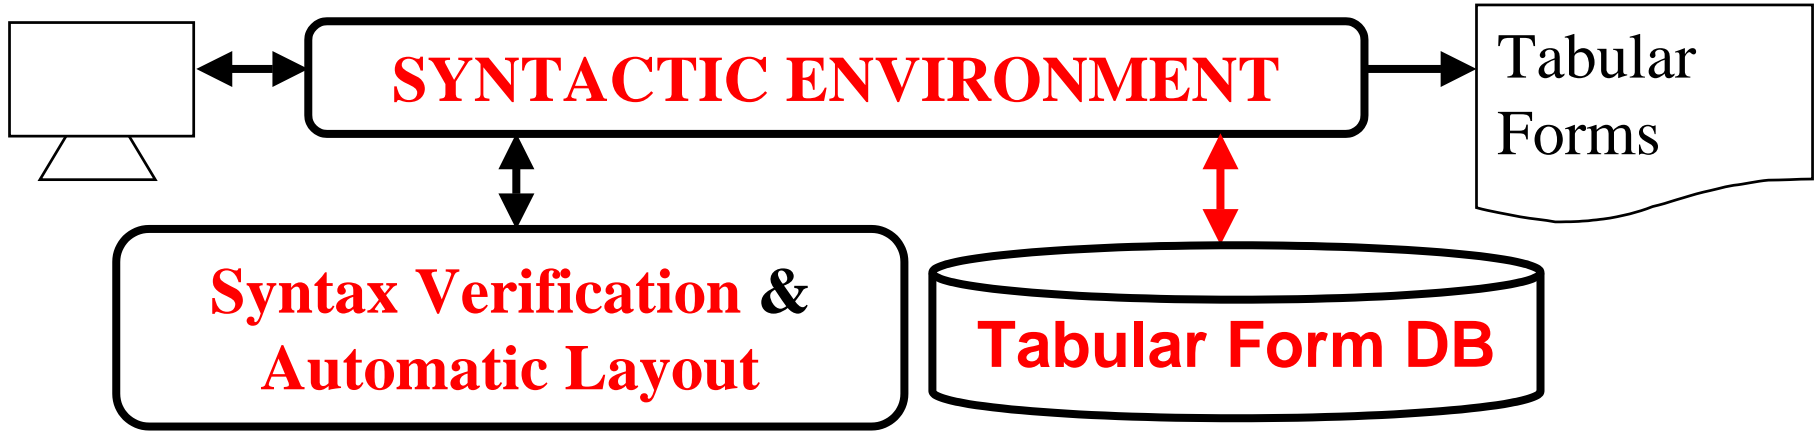 SYNTACTIC ENVIRONMENT
Tabular
Forms
Syntax Verification &
Automatic Layout
Tabular Form DB